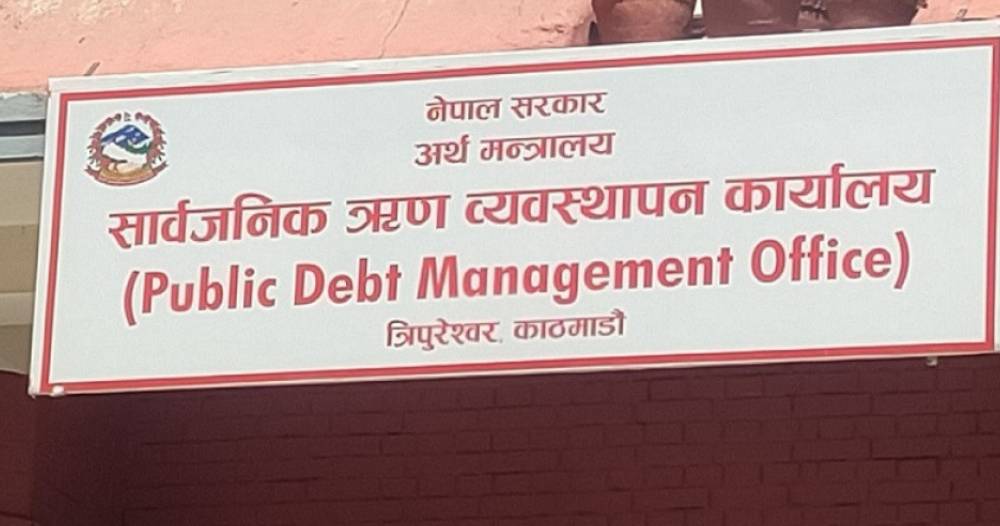 नेपाल सरकार
अर्थ मन्त्रालय
सार्वजनिक ऋण व्यवस्थापन कार्यालय
(Public Debt Management Office)
त्रिपुरेश्वर, काठमाडौ